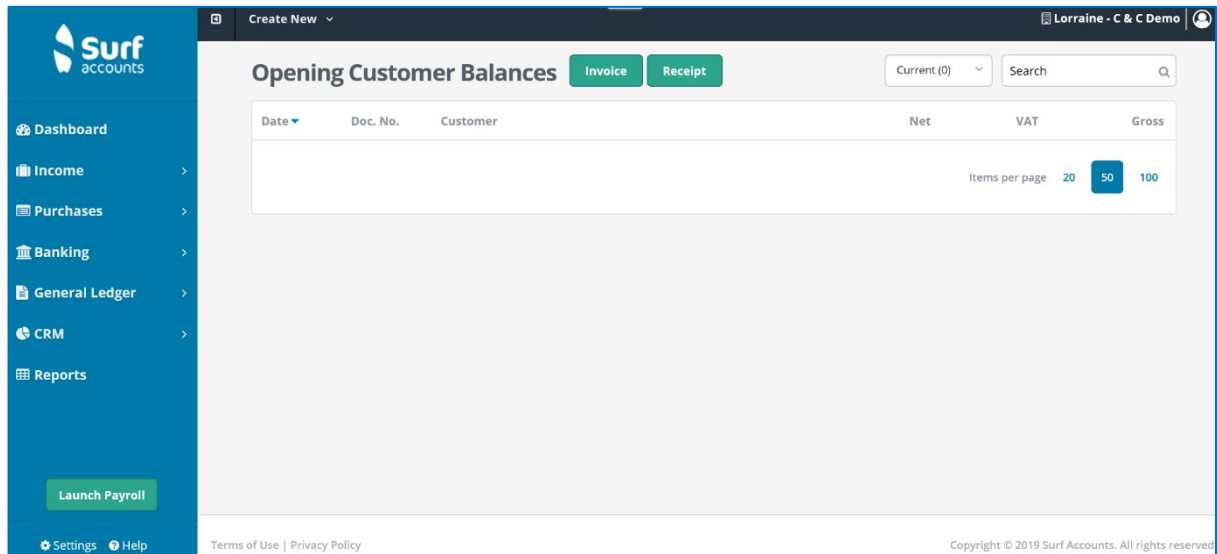 Surf
accounts
Create New
Lorraine - C & C Demo
Opening Customer Balances
Invoice
Receipt
Current (0)
Search
Date
Doc. No.
Customer
Net
VAT
Gross
Items per page 20 50 100
Dashboard
Income
Purchases
Banking
General Ledger
CRM
Reports
Launch Payroll
Settings
Help
Terms of Use | Privacy Policy
Copyright © 2019 Surf Accounts. All rights reserved